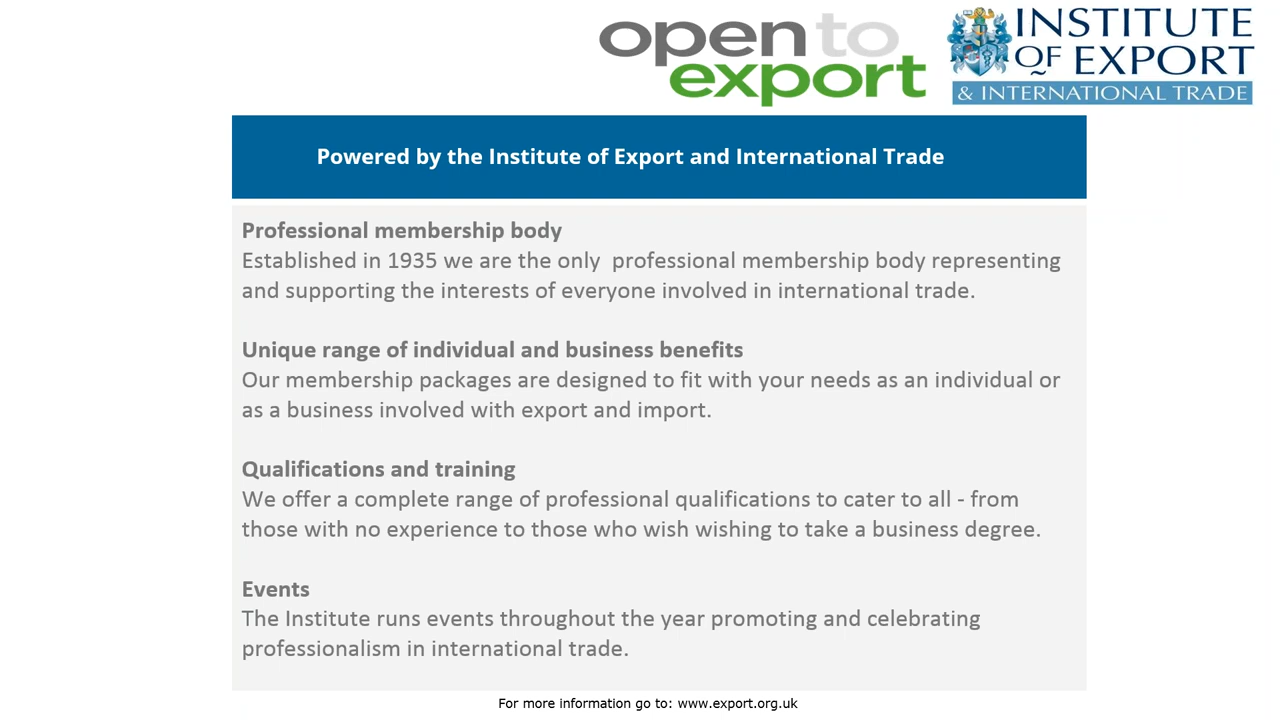 open to
export
INSTITUTE
OF EXPORT
& INTERNATIONAL TRADE
Powered by the Institute of Export and International Trade
Professional membership body
Established in 1935 we are the only  professional membership body representing
and supporting the interests of everyone involved in international trade.
Unique range of individual and business benefits
Our membership packages are designed to fit with your needs as an individual or
as a business involved with export and import.
Qualifications and training
We offer a complete range of professional qualifications to cater to all - from
those with no experience to those who wish wishing to take a business degree.
Events
The Institute runs events throughout the year promoting and celebrating
professionalism in international trade.
For more information go to: www.export.org.uk